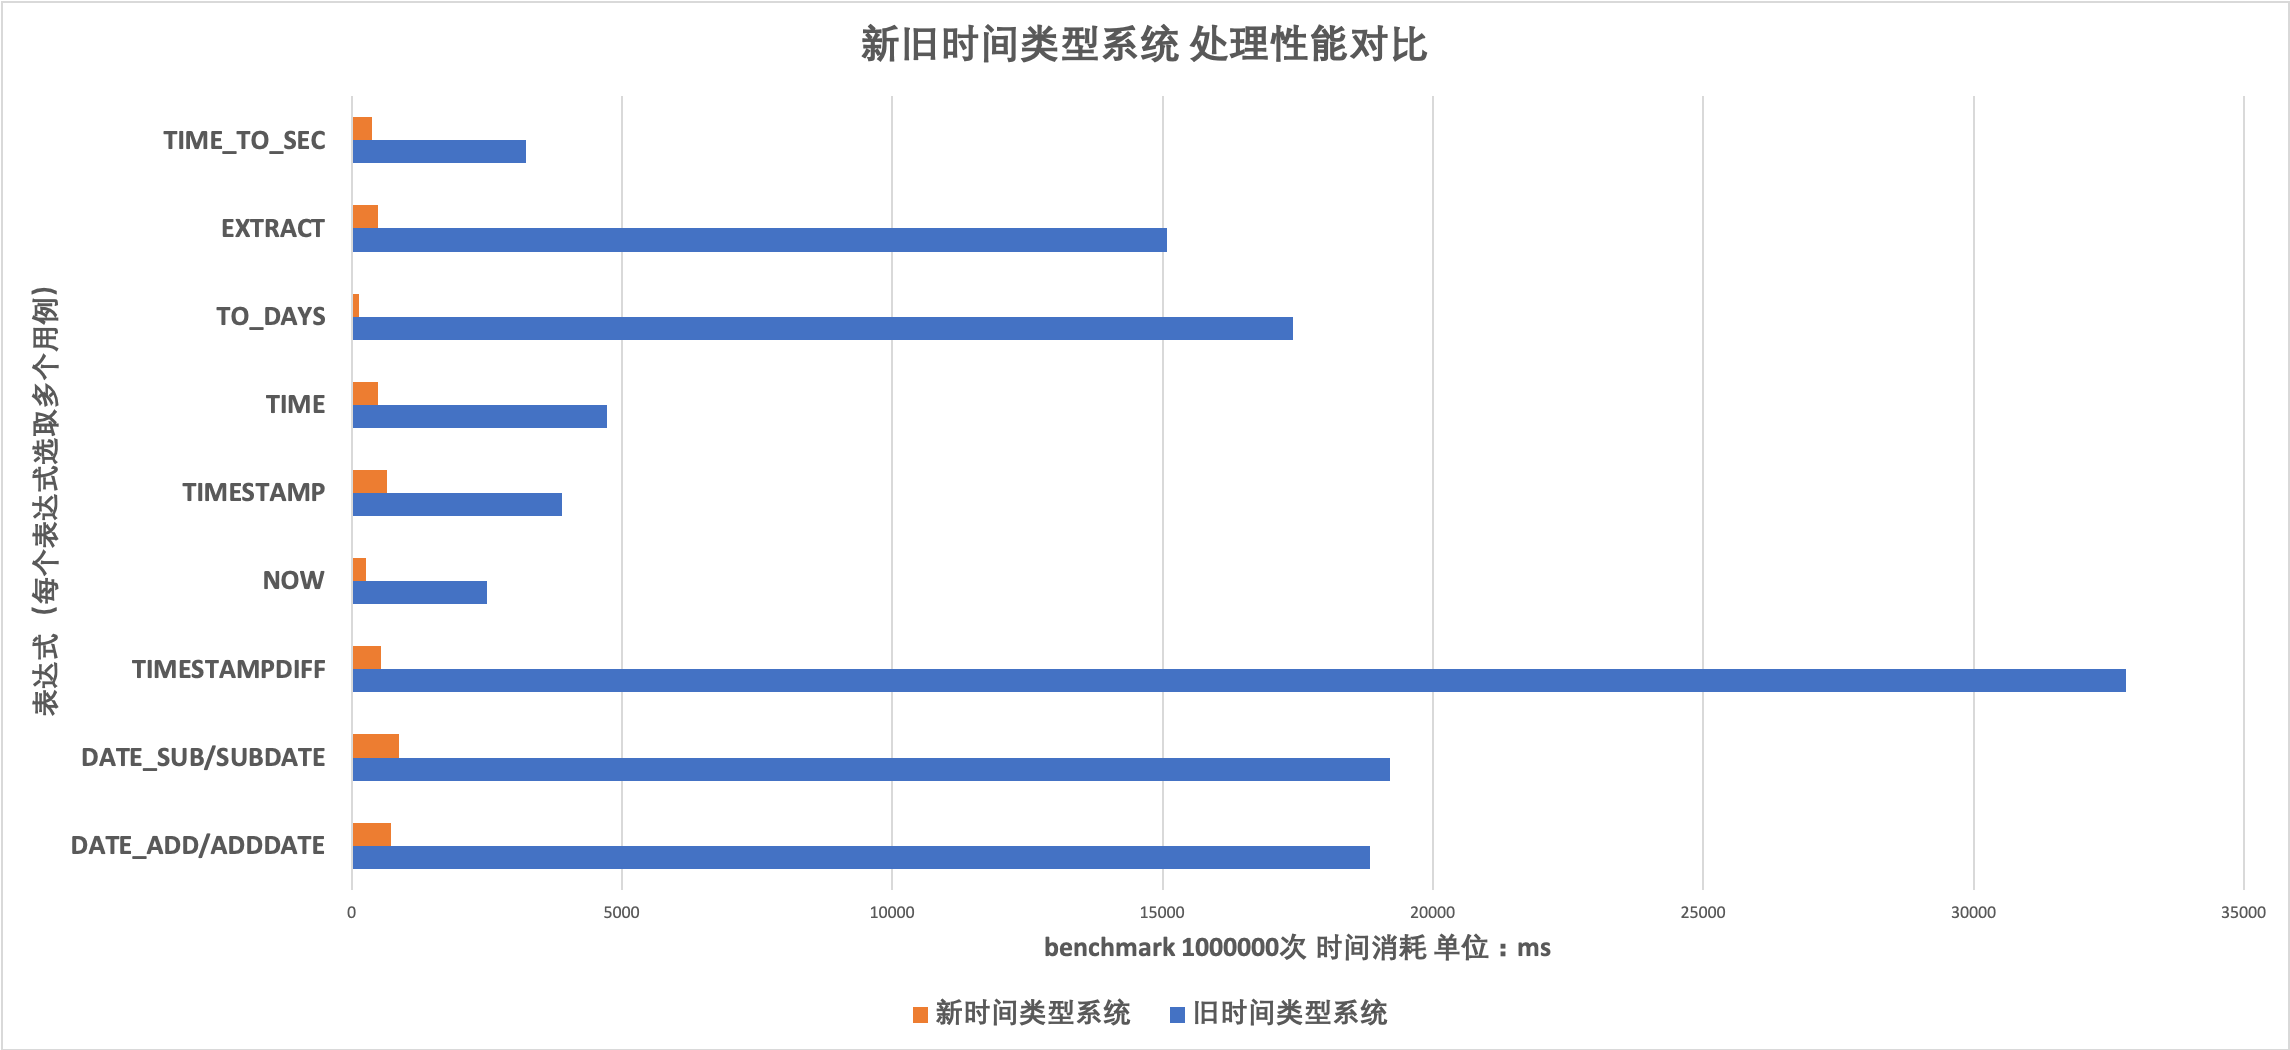 新旧时间类型系统 处理性能对比
表达式（每个表达式选取多个用例）
TIME_TO_SEC
EXTRACT
TO_DAYS
TIME
TIMESTAMP
NOW
TIMESTAMPDIFF
DATE_SUB/SUBDATE
DATE_ADD/ADDDATE
0 5000 10000 15000 20000 25000 30000 35000
benchmark 1000000次 时间消耗 单位：ms
新时间类型系统 旧时间类型系统